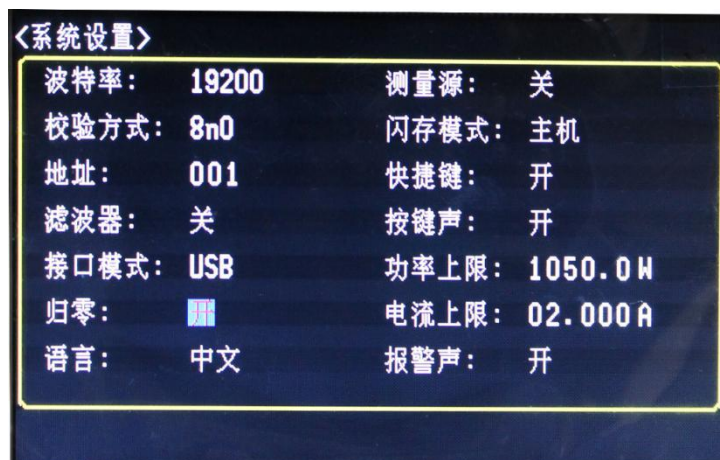 <系统设置>
波特率： 19200 测量源： 关
校验方式： 8n0 闪存模式： 主机
地址： 001 快捷键： 开
滤波器： 关 按键声： 开
接口模式： USB 功率上限： 1050.0W
归零： 开 电流上限： 02.000A
语言： 中文 报警声： 开